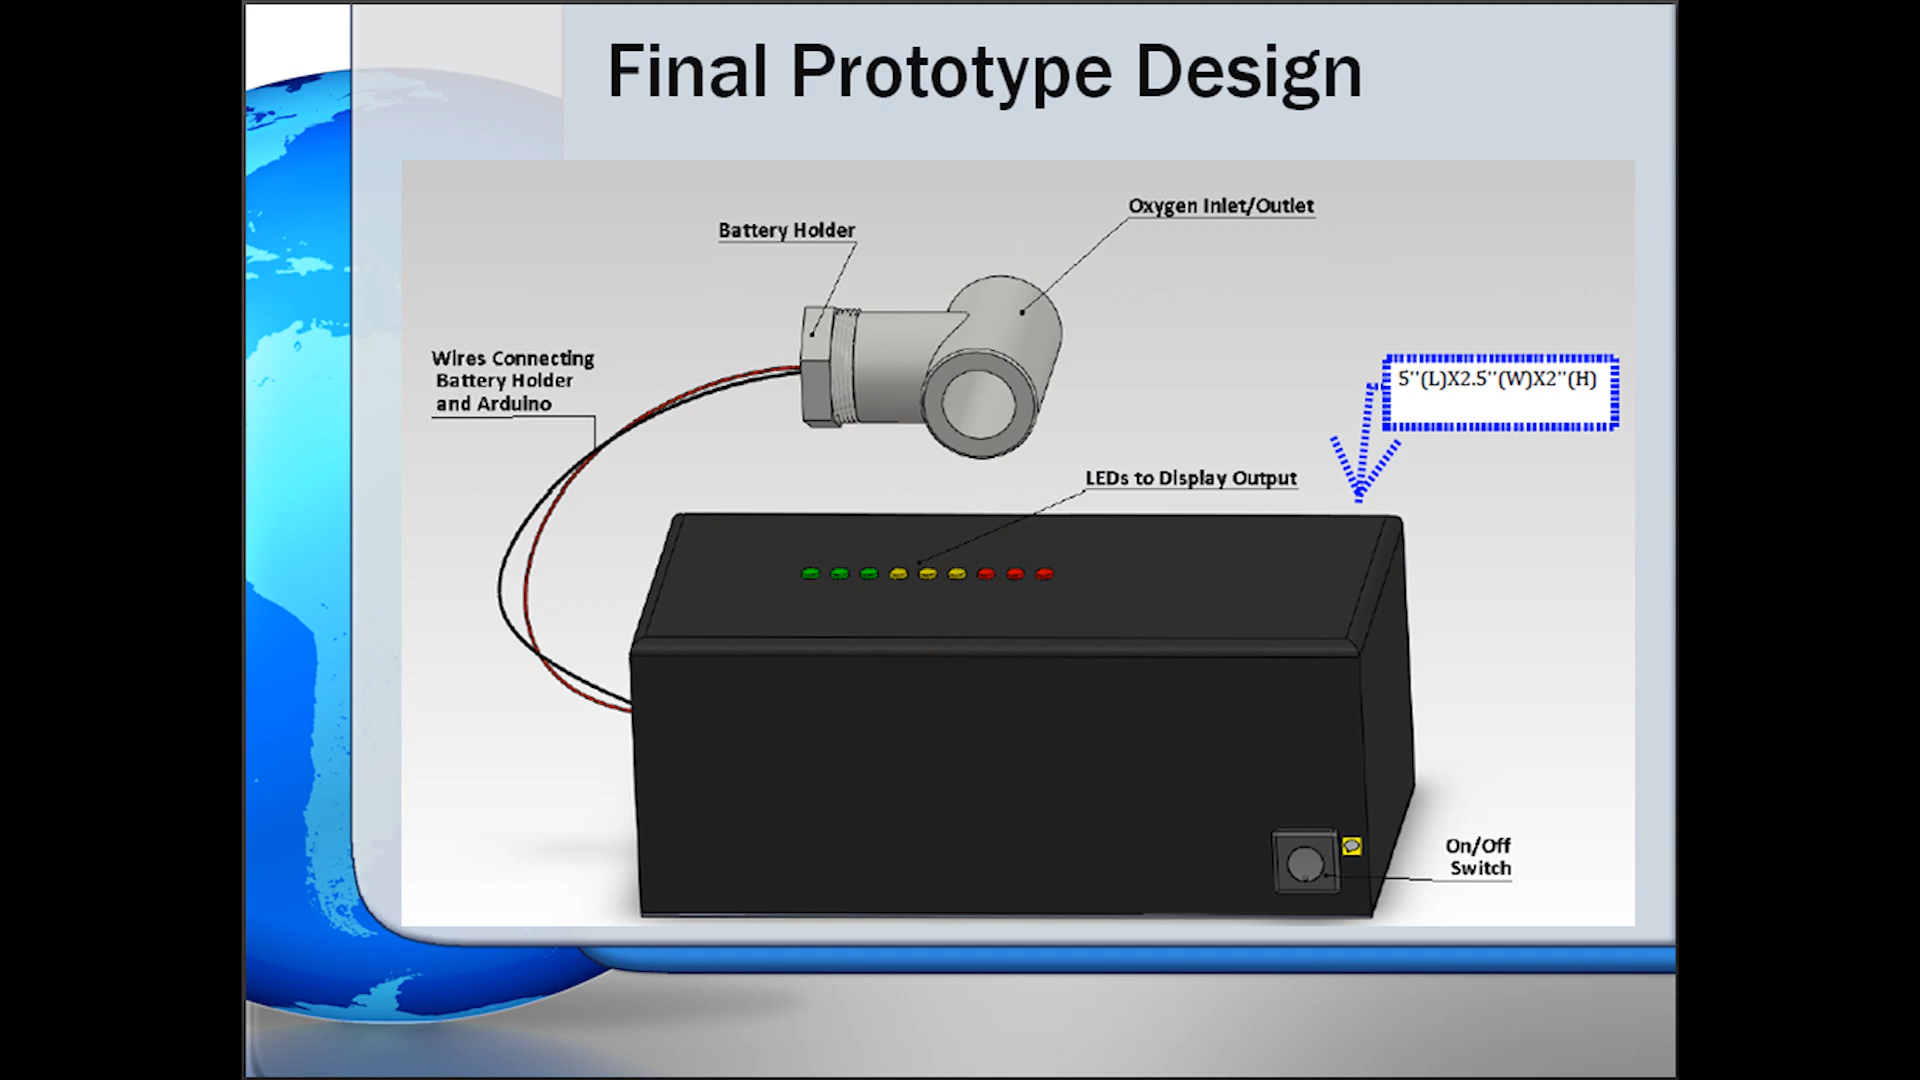 Final Prototype Design
Oxygen Inlet/Outlet
Battery Holder
Wires Connecting
Battery Holder
and Arduino
5''(L)X2.5''(W)X2"(H)
LEDs to Display Output
On/Off
Switch